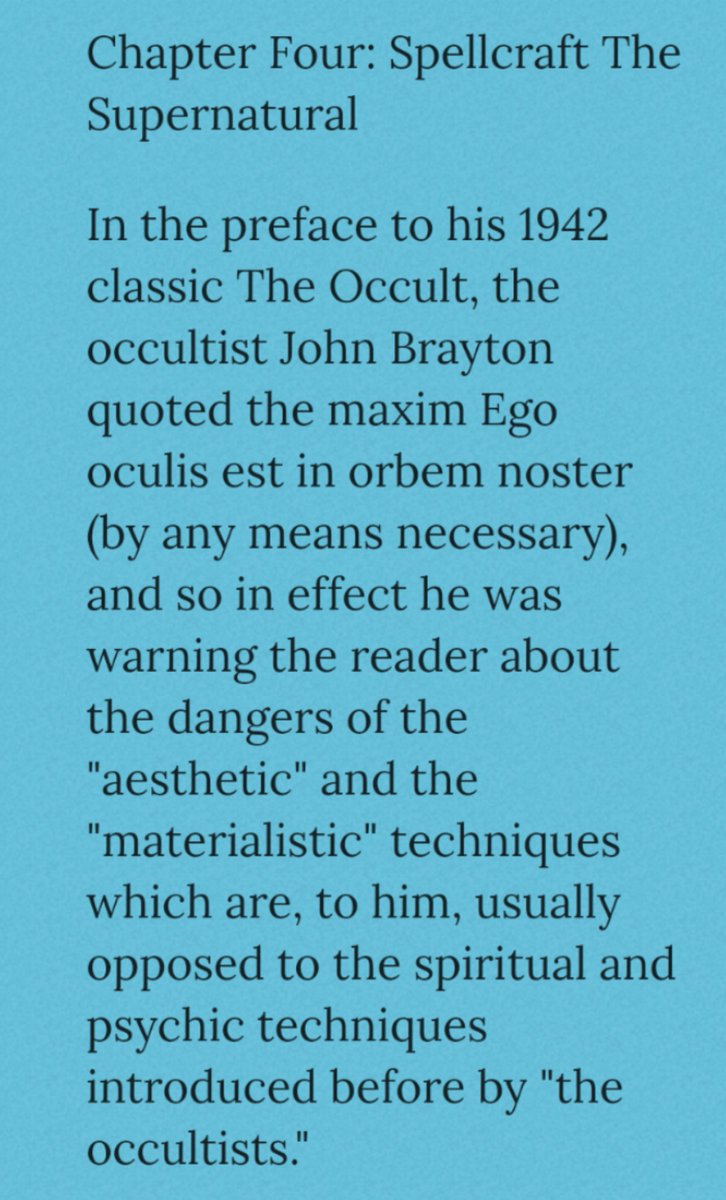 Chapter Four: Spellcraft The
Supernatural
In the preface to his 1942
classic The Occult, the
occultist John Brayton
quoted the maxim Ego
oculis est in orbem noster
(by any means necessary),
and so in effect he was
warning the reader about
the dangers of the
"aesthetic" and the
"materialistic" techniques
which are, to him, usually
opposed to the spiritual and
psychic techniques
introduced before by "the
occultists."